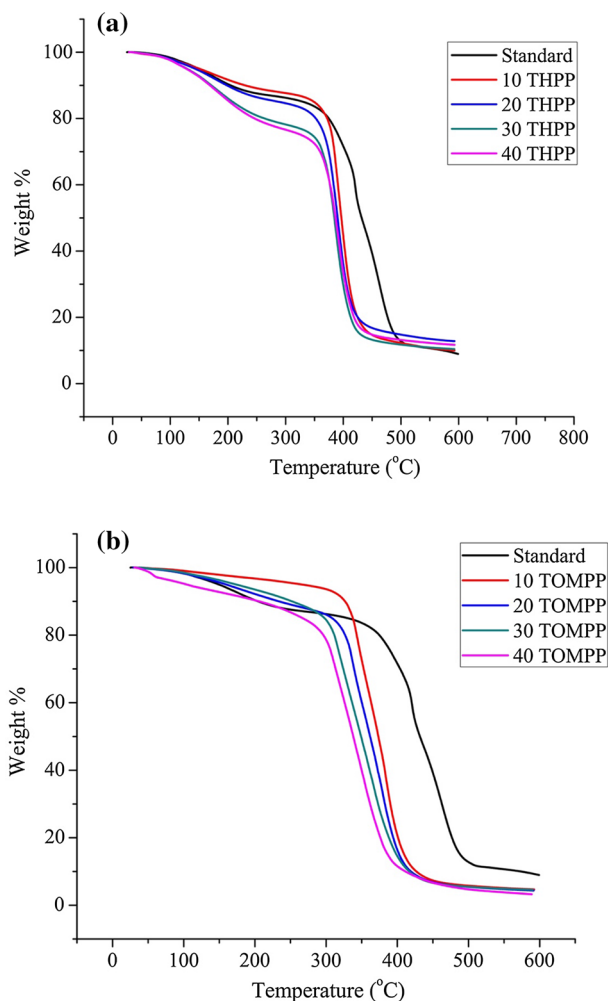 (a)
Standard
10 THPP
20 THPP
30 THPP
40 THPP
100
80
60
40
20
0
Weight %
0 100 200 300 400 500 600 700 800
Temperature (°C)
(b)
Standard
10 TOMPP
20 TOMPP
30 TOMPP
40 TOMPP
100
80
60
40
20
0
Weight %
0 100 200 300 400 500 600
Temperature (°C)